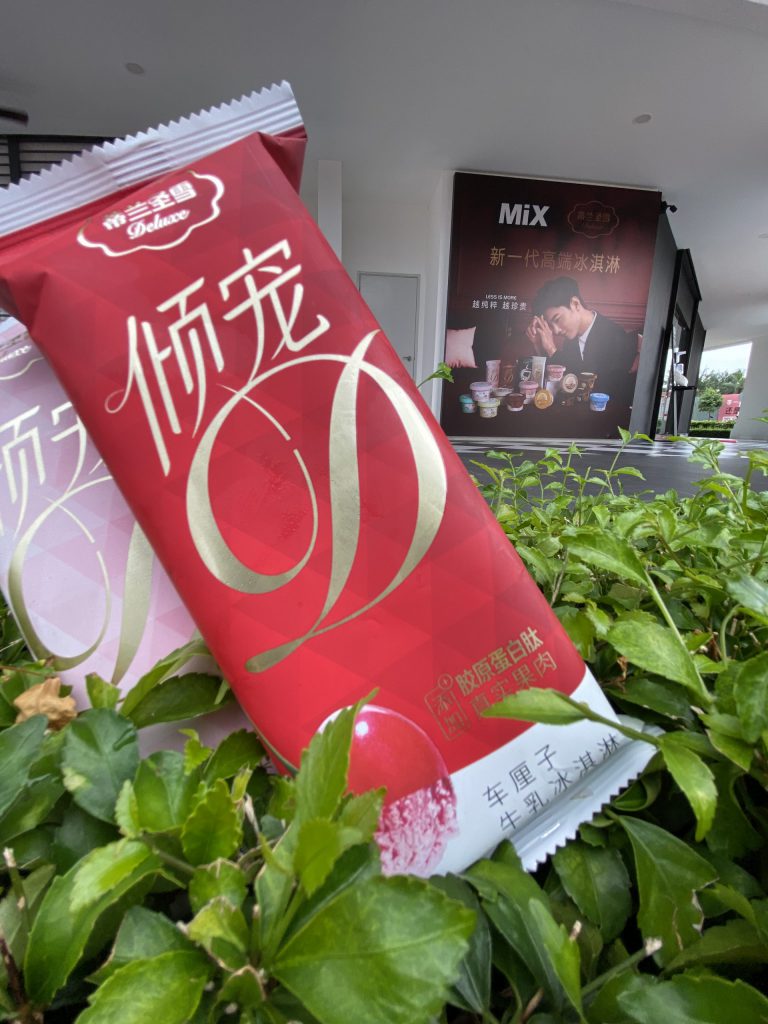 蒂兰圣雪
Deluxe
倾宠
D
添加
胶原蛋白肽
真实果肉
车厘子
牛乳冰淇淋
倾宠
MiX
蒂兰圣雪
新一代高端冰淇淋
LESS IS MORE
越纯粹 越珍贵